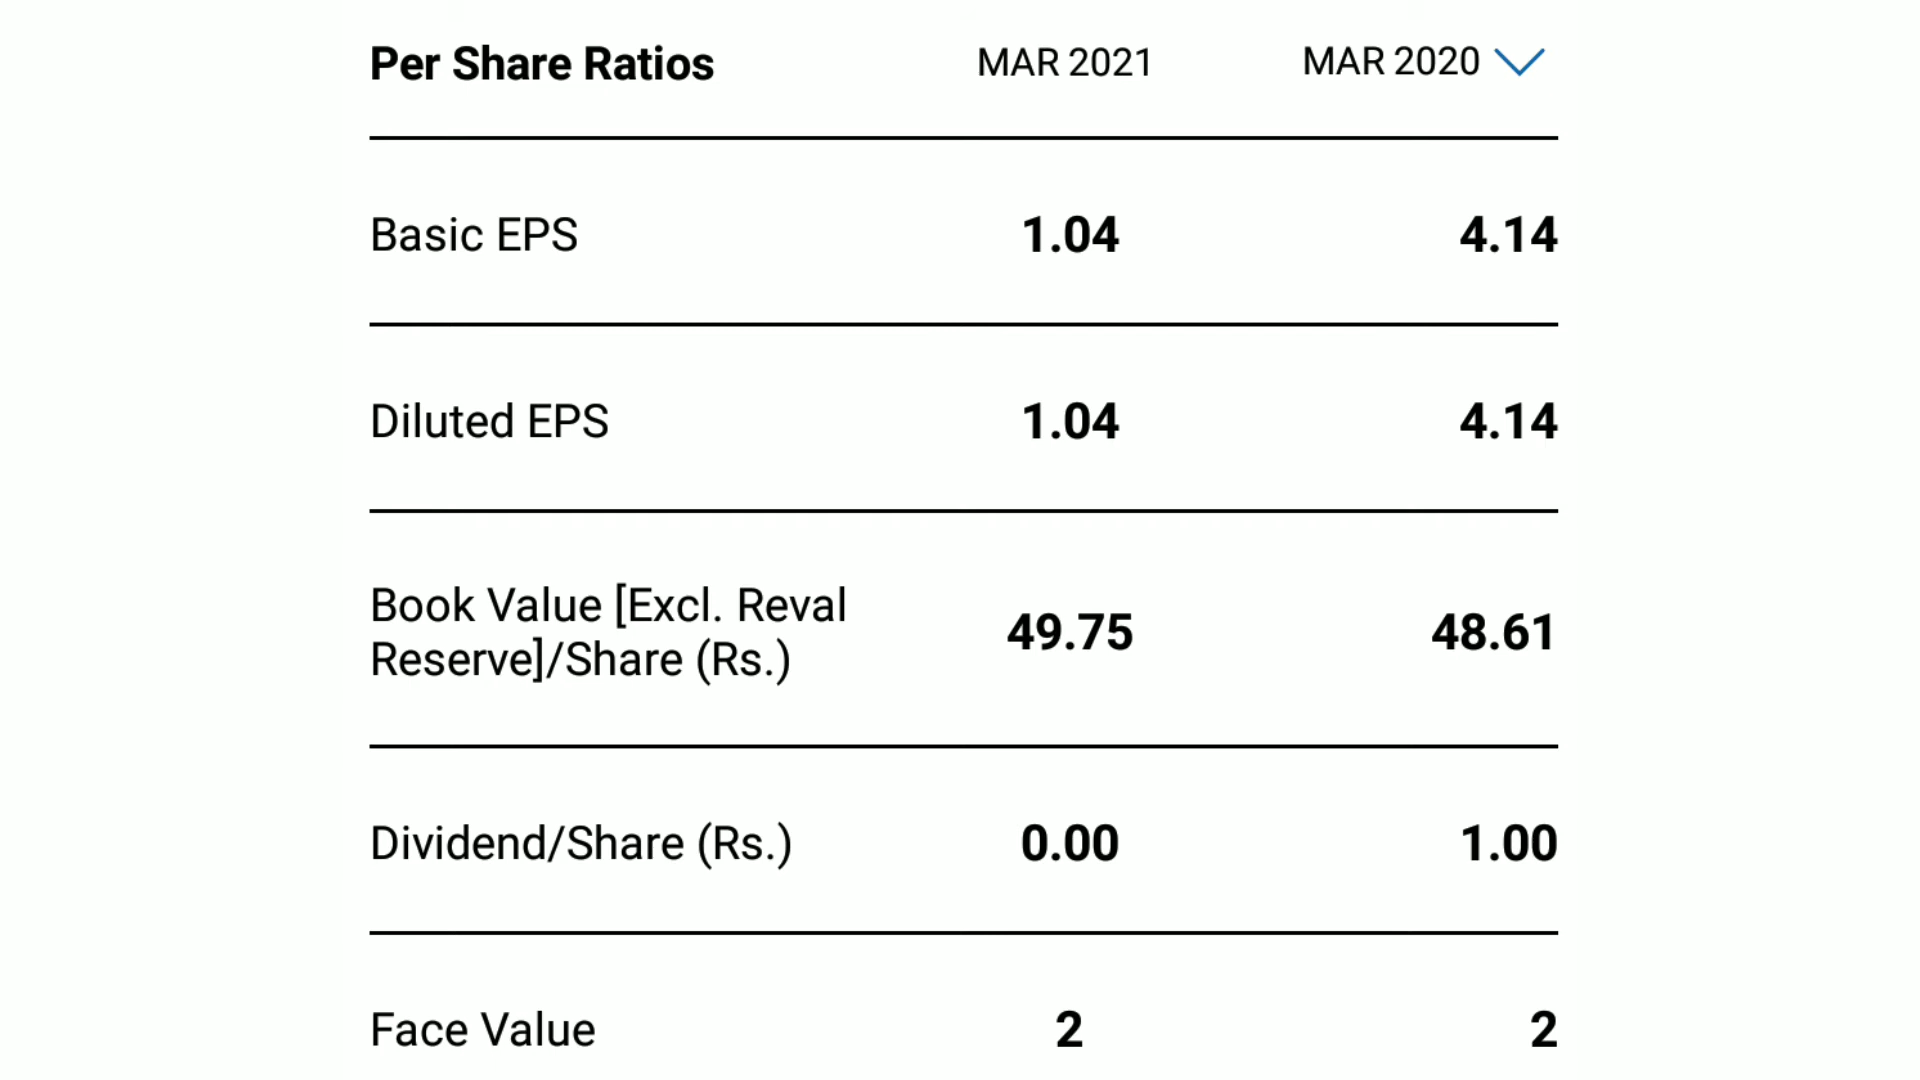 Per Share Ratios MAR 2021 MAR 2020
Basic EPS 1.04 4.14
Diluted EPS 1.04 4.14
Book Value [Excl. Reval
Reserve]/Share (Rs.) 49.75 48.61
Dividend/Share (Rs.) 0.00 1.00
Face Value 2 2